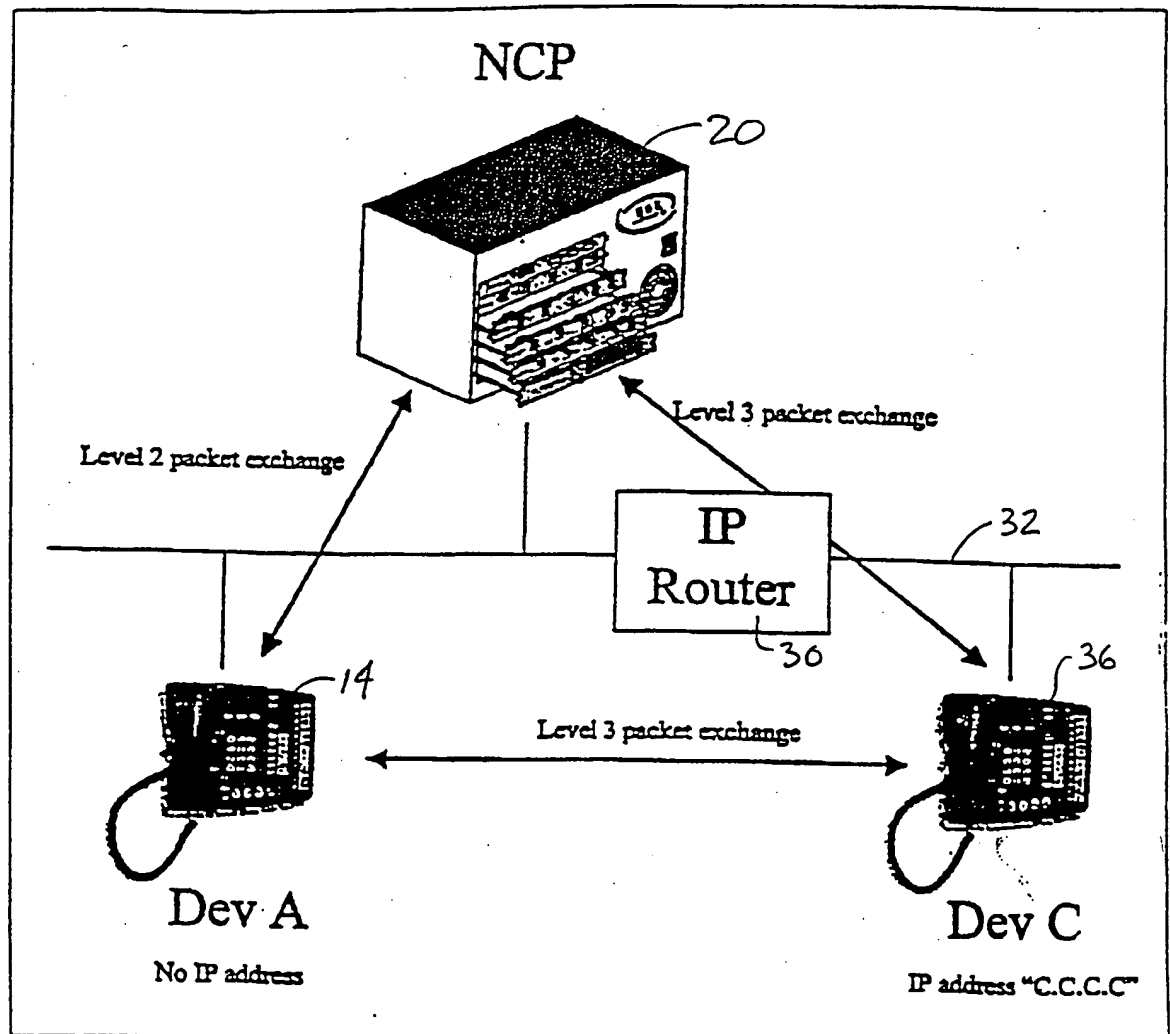 NCP
20
Level 3 packet exchange
Level 2 packet exchange
IP
Router
30
32
14
36
Level 3 packet exchange
Dev A
No IP address
Dev C
IP address "C.C.C.C"